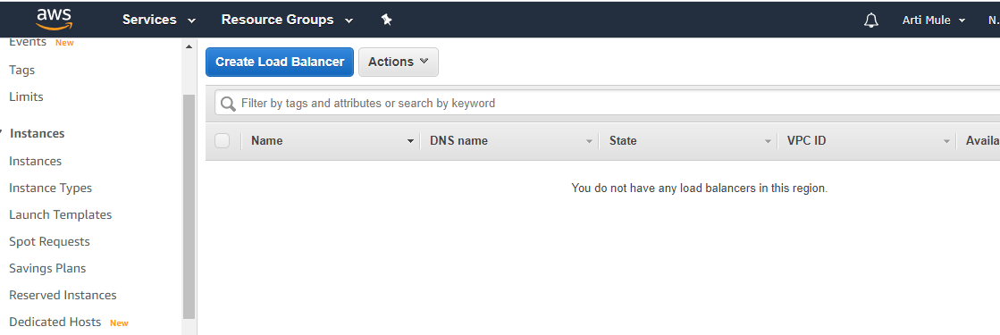 aws Services Resource Groups Arti Mule N.
Events New
Tags
Limits
Instances
Instances
Instance Types
Launch Templates
Spot Requests
Savings Plans
Reserved Instances
Dedicated Hosts New
Create Load Balancer Actions
Filter by tags and attributes or search by keyword
Name DNS name State VPC ID Availa
You do not have any load balancers in this region.